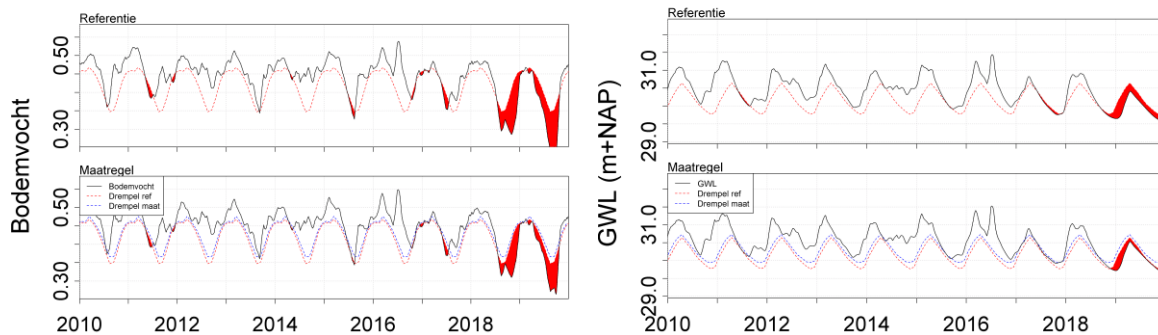 Referentie
Bodemvocht
0.50
0.30
Maatregel
Bodemvocht
Drempel ref
Drempel maat
0.50
0.30
2010 2012 2014 2016 2018
Referentie
GWL (m+NAP)
31.0
29.0
Maatregel
GWL
Drempel ref
Drempel maat
31.0
29.0
2010 2012 2014 2016 2018